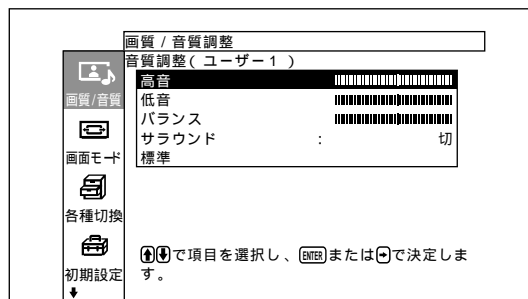 画質 / 音質調整
音質調整( ユーザー1 )
高音
低音
バランス
サラウンド : 切
標準
画質/音質
画面モード
各種切換
初期設定
で項目を選択し、ENTERまたはで決定しま
す。